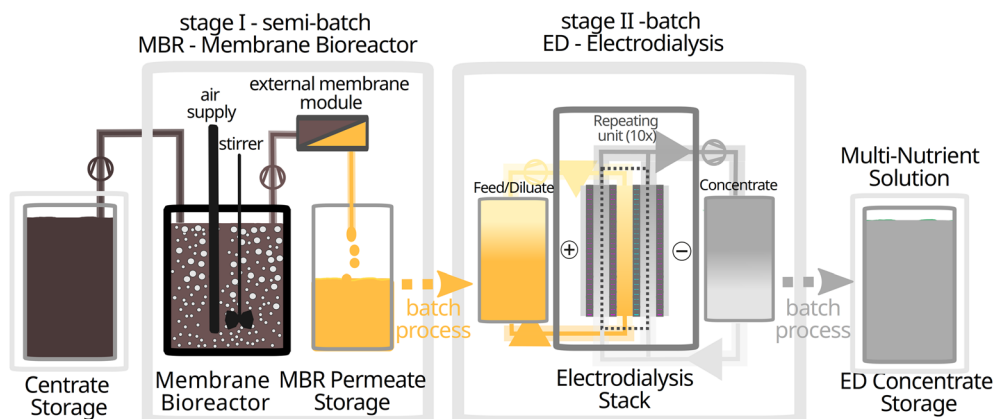 stage I - semi-batch
MBR - Membrane Bioreactor
stage II -batch
ED - Electrodialysis
external membrane
module
air
supply
stirrer
Repeating
unit (10x)
Feed/Diluate
Concentrate
Multi-Nutrient
Solution
+
−
batch
process
batch
process
Centrate
Storage
Membrane
Bioreactor
MBR Permeate
Storage
Electrodialysis
Stack
ED Concentrate
Storage